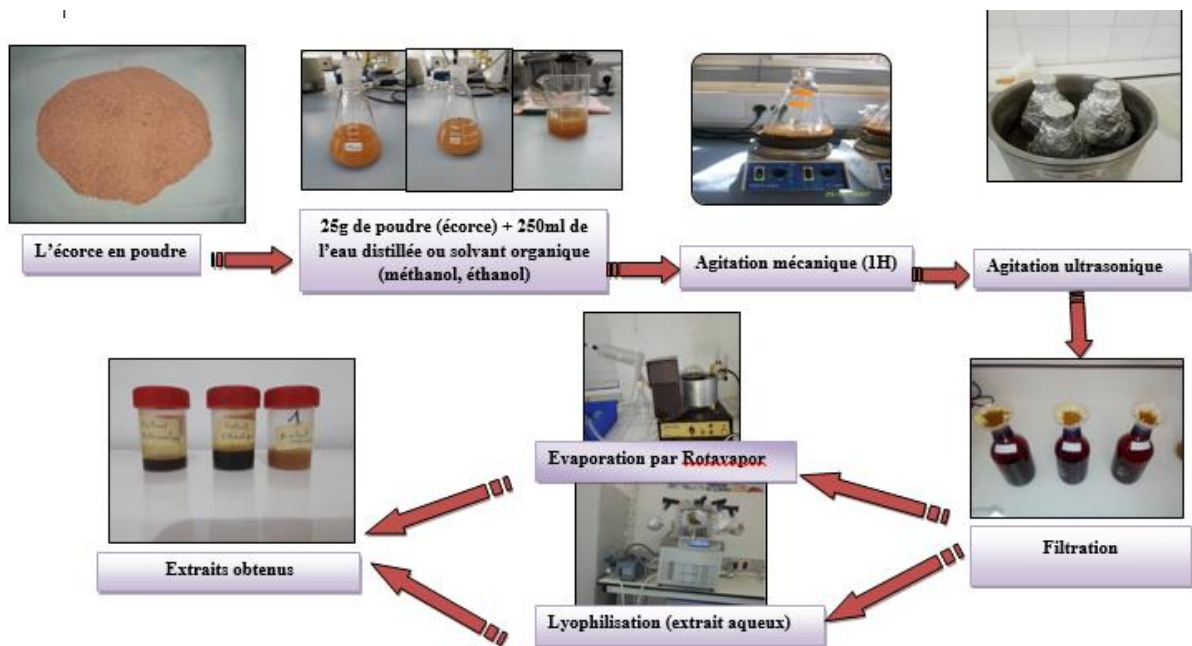 L'écorce en poudre
25g de poudre (écorce) + 250ml de
l'eau distillée ou solvant organique
(méthanol, éthanol)
Agitation mécanique (1H)
Agitation ultrasonique
Filtration
Evaporation par Rotavapor
Lyophilisation (extrait aqueux)
Extraits obtenus
1